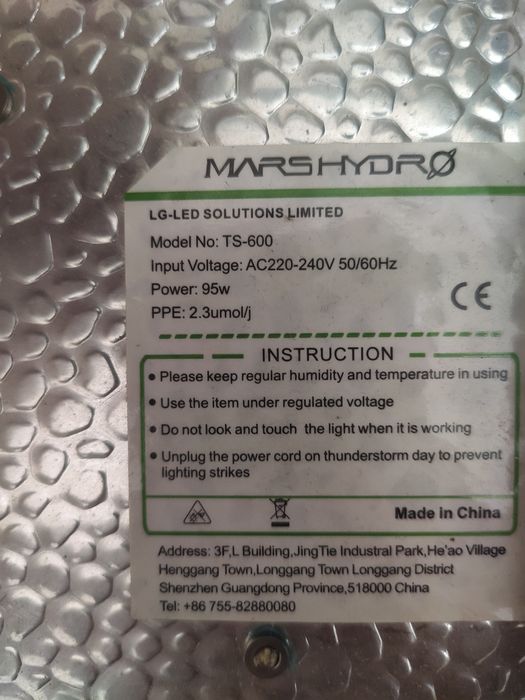 MARS HYDRO
LG-LED SOLUTIONS LIMITED
Model No: TS-600
Input Voltage: AC220-240V 50/60Hz
Power: 95w
PPE: 2.3umol/j
CE
INSTRUCTION
• Please keep regular humidity and temperature in using
• Use the item under regulated voltage
• Do not look and touch the light when it is working
• Unplug the power cord on thunderstorm day to prevent
lighting strikes
Made in China
Address: 3F,L Building,JingTie Industral Park,He'ao Village
Henggang Town,Longgang Town Longgang District
Shenzhen Guangdong Province,518000 China
Tel: +86 755-82880080